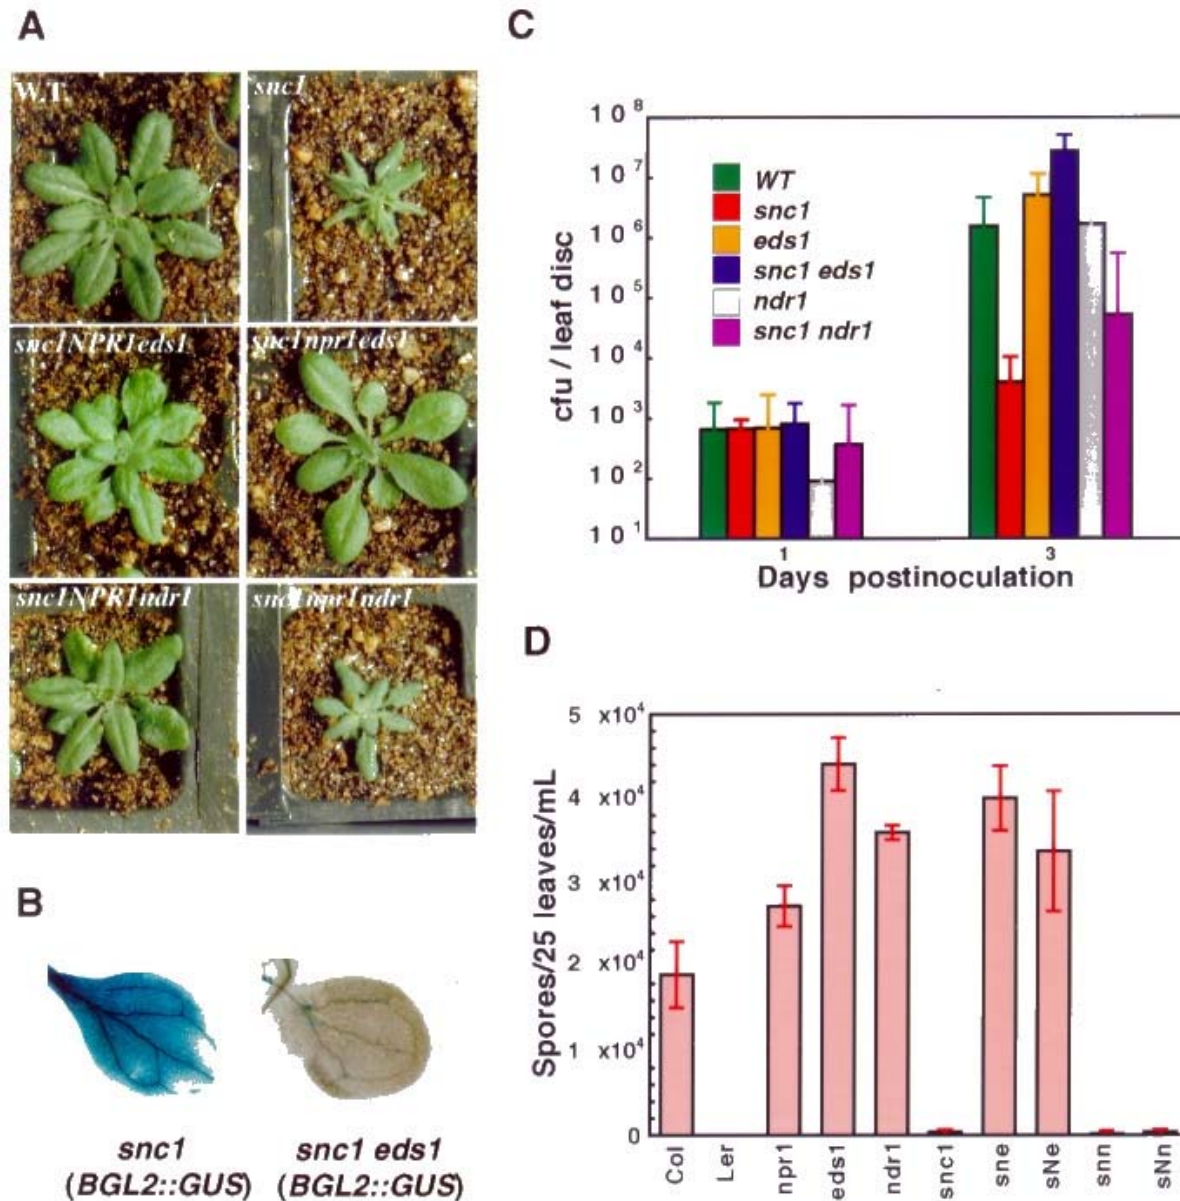 A
W.T.
snc1
snc1NPR1eds1
snc1npr1eds1
snc1NPR1ndr1
snc1npr1ndr1
B
snc1
(BGL2::GUS)
snc1 eds1
(BGL2::GUS)
C
cfu / leaf disc
10^8
10^7
10^6
10^5
10^4
10^3
10^2
10^1
WT
snc1
eds1
snc1 eds1
ndr1
snc1 ndr1
1
3
Days postinoculation
D
Spores/25 leaves/mL
5 x10^4
4 x10^4
3 x10^4
2 x10^4
1 x10^4
0
Col
Ler
npr1
eds1
ndr1
snc1
sne
sNe
snn
sNn